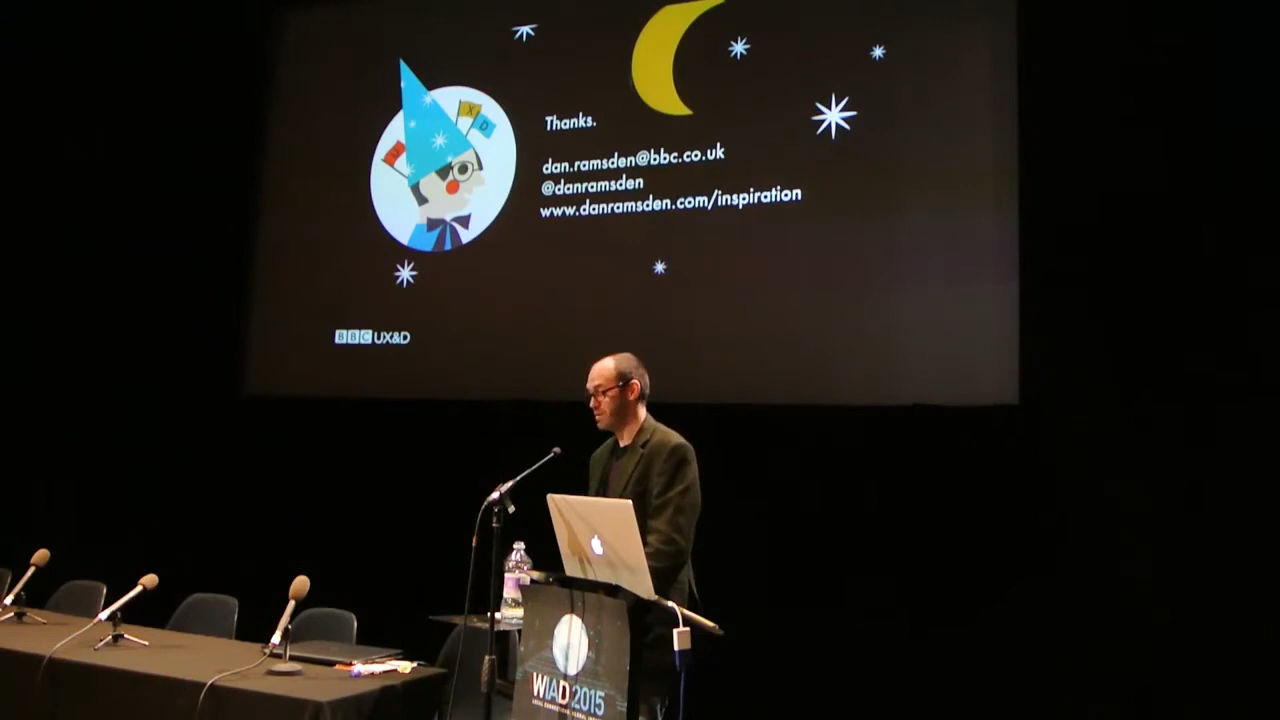 U
X
D
Thanks.
dan.ramsden@bbc.co.uk
@danramsden
www.danramsden.com/inspiration
BBC UX&D
WIAD 2015